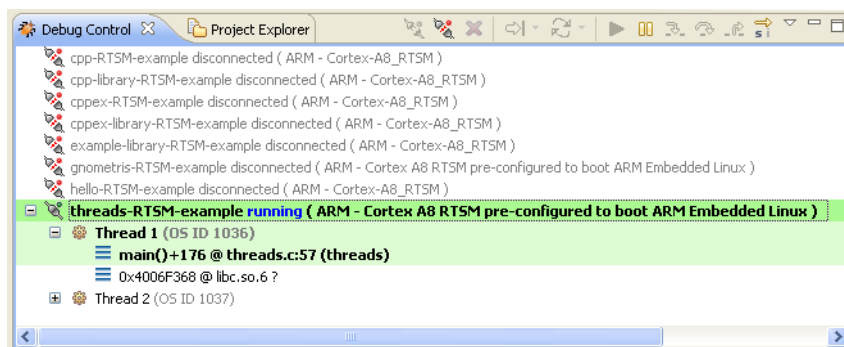 Debug Control Project Explorer
cpp-RTSM-example disconnected ( ARM - Cortex-A8_RTSM )
cpp-library-RTSM-example disconnected ( ARM - Cortex-A8_RTSM )
cppex-RTSM-example disconnected ( ARM - Cortex-A8_RTSM )
cppex-library-RTSM-example disconnected ( ARM - Cortex-A8_RTSM )
example-library-RTSM-example disconnected ( ARM - Cortex-A8_RTSM )
gnometris-RTSM-example disconnected ( ARM - Cortex A8 RTSM pre-configured to boot ARM Embedded Linux )
hello-RTSM-example disconnected ( ARM - Cortex-A8_RTSM )
threads-RTSM-example running ( ARM - Cortex A8 RTSM pre-configured to boot ARM Embedded Linux )
Thread 1 (OS ID 1036)
main()+176 @ threads.c:57 (threads)
0x4006F368 @ libc.so.6 ?
Thread 2 (OS ID 1037)